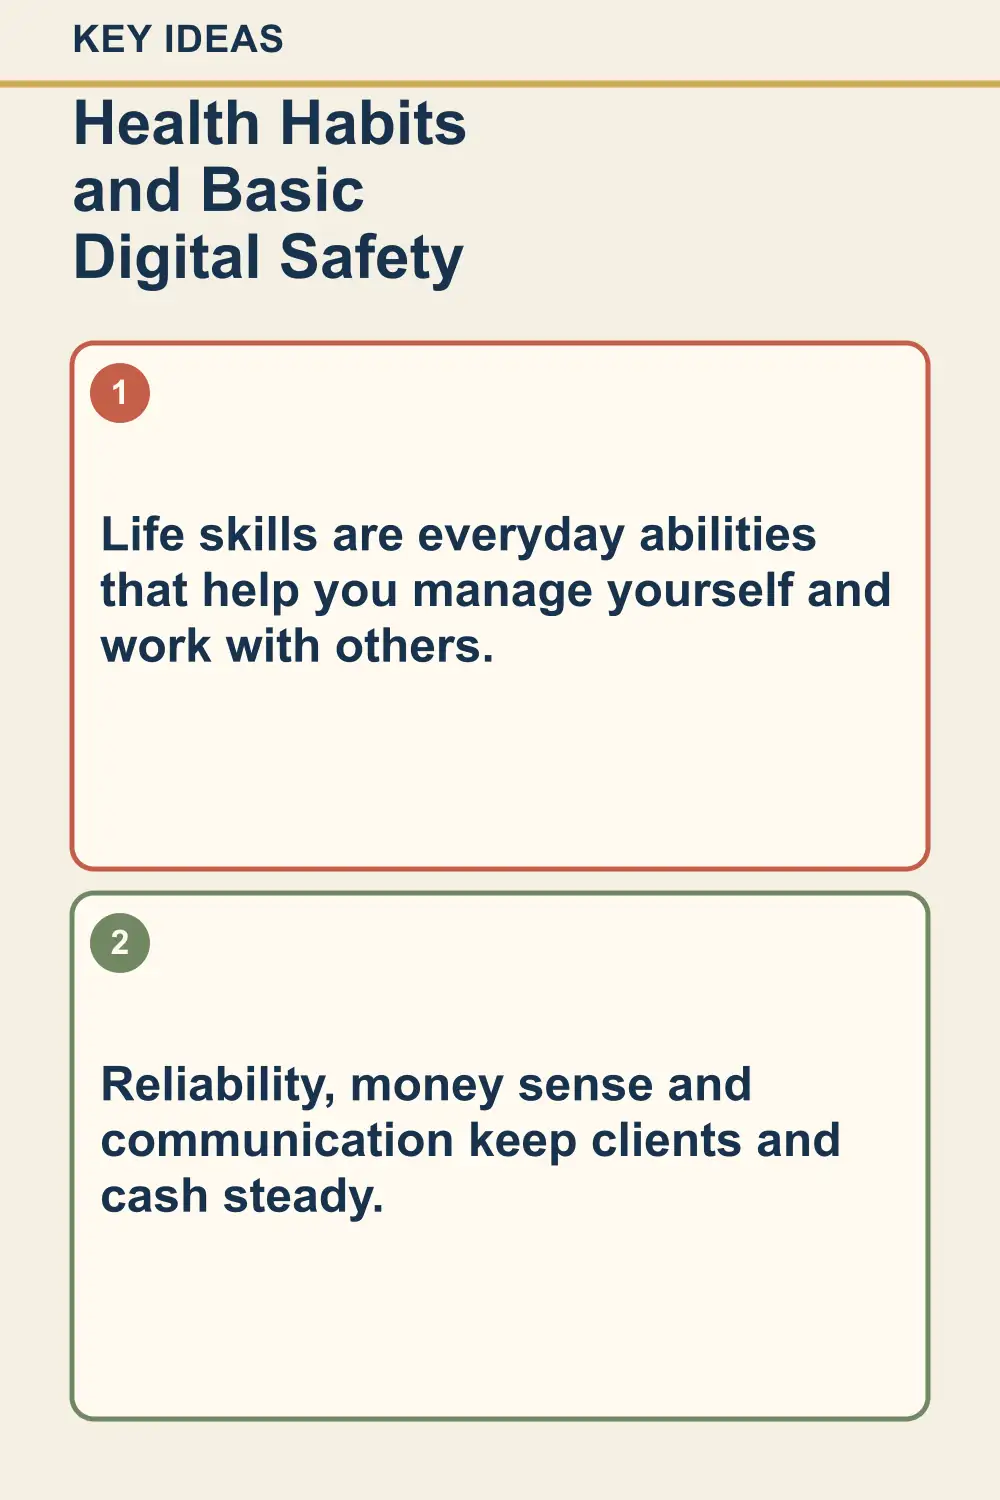 KEY IDEAS
Health Habits
and Basic
Digital Safety
1
Life skills are everyday abilities
that help you manage yourself and
work with others.
2
Reliability, money sense and
communication keep clients and
cash steady.